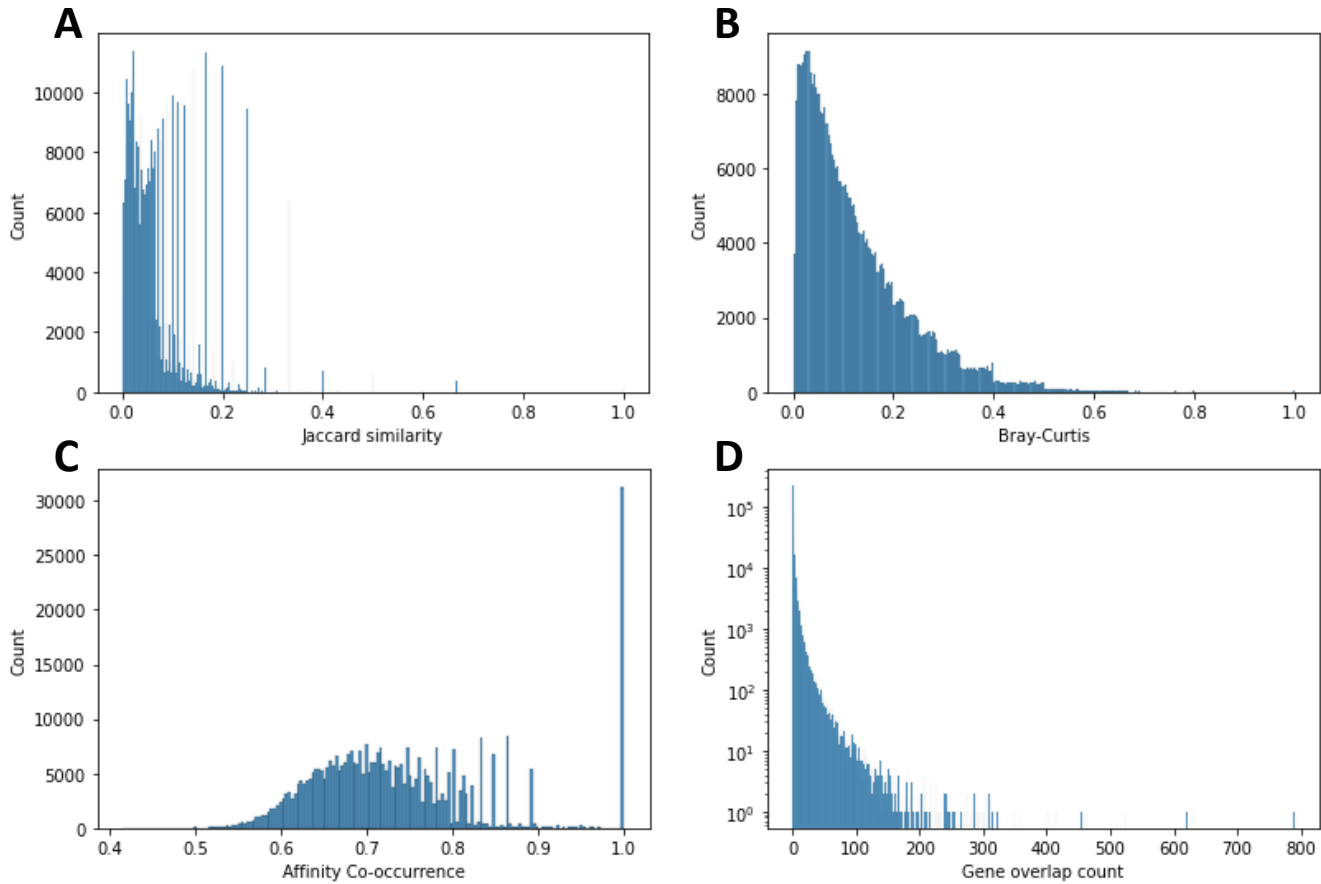 A
B
10000
8000
6000
4000
2000
0
Count
0.0 0.2 0.4 0.6 0.8 1.0
Jaccard similarity
8000
6000
4000
2000
0
Count
0.0 0.2 0.4 0.6 0.8 1.0
Bray-Curtis
C
D
30000
25000
20000
15000
10000
5000
0
Count
0.4 0.5 0.6 0.7 0.8 0.9 1.0
Affinity Co-occurrence
10⁵
10⁴
10³
10²
10¹
10⁰
Count
0 100 200 300 400 500 600 700 800
Gene overlap count